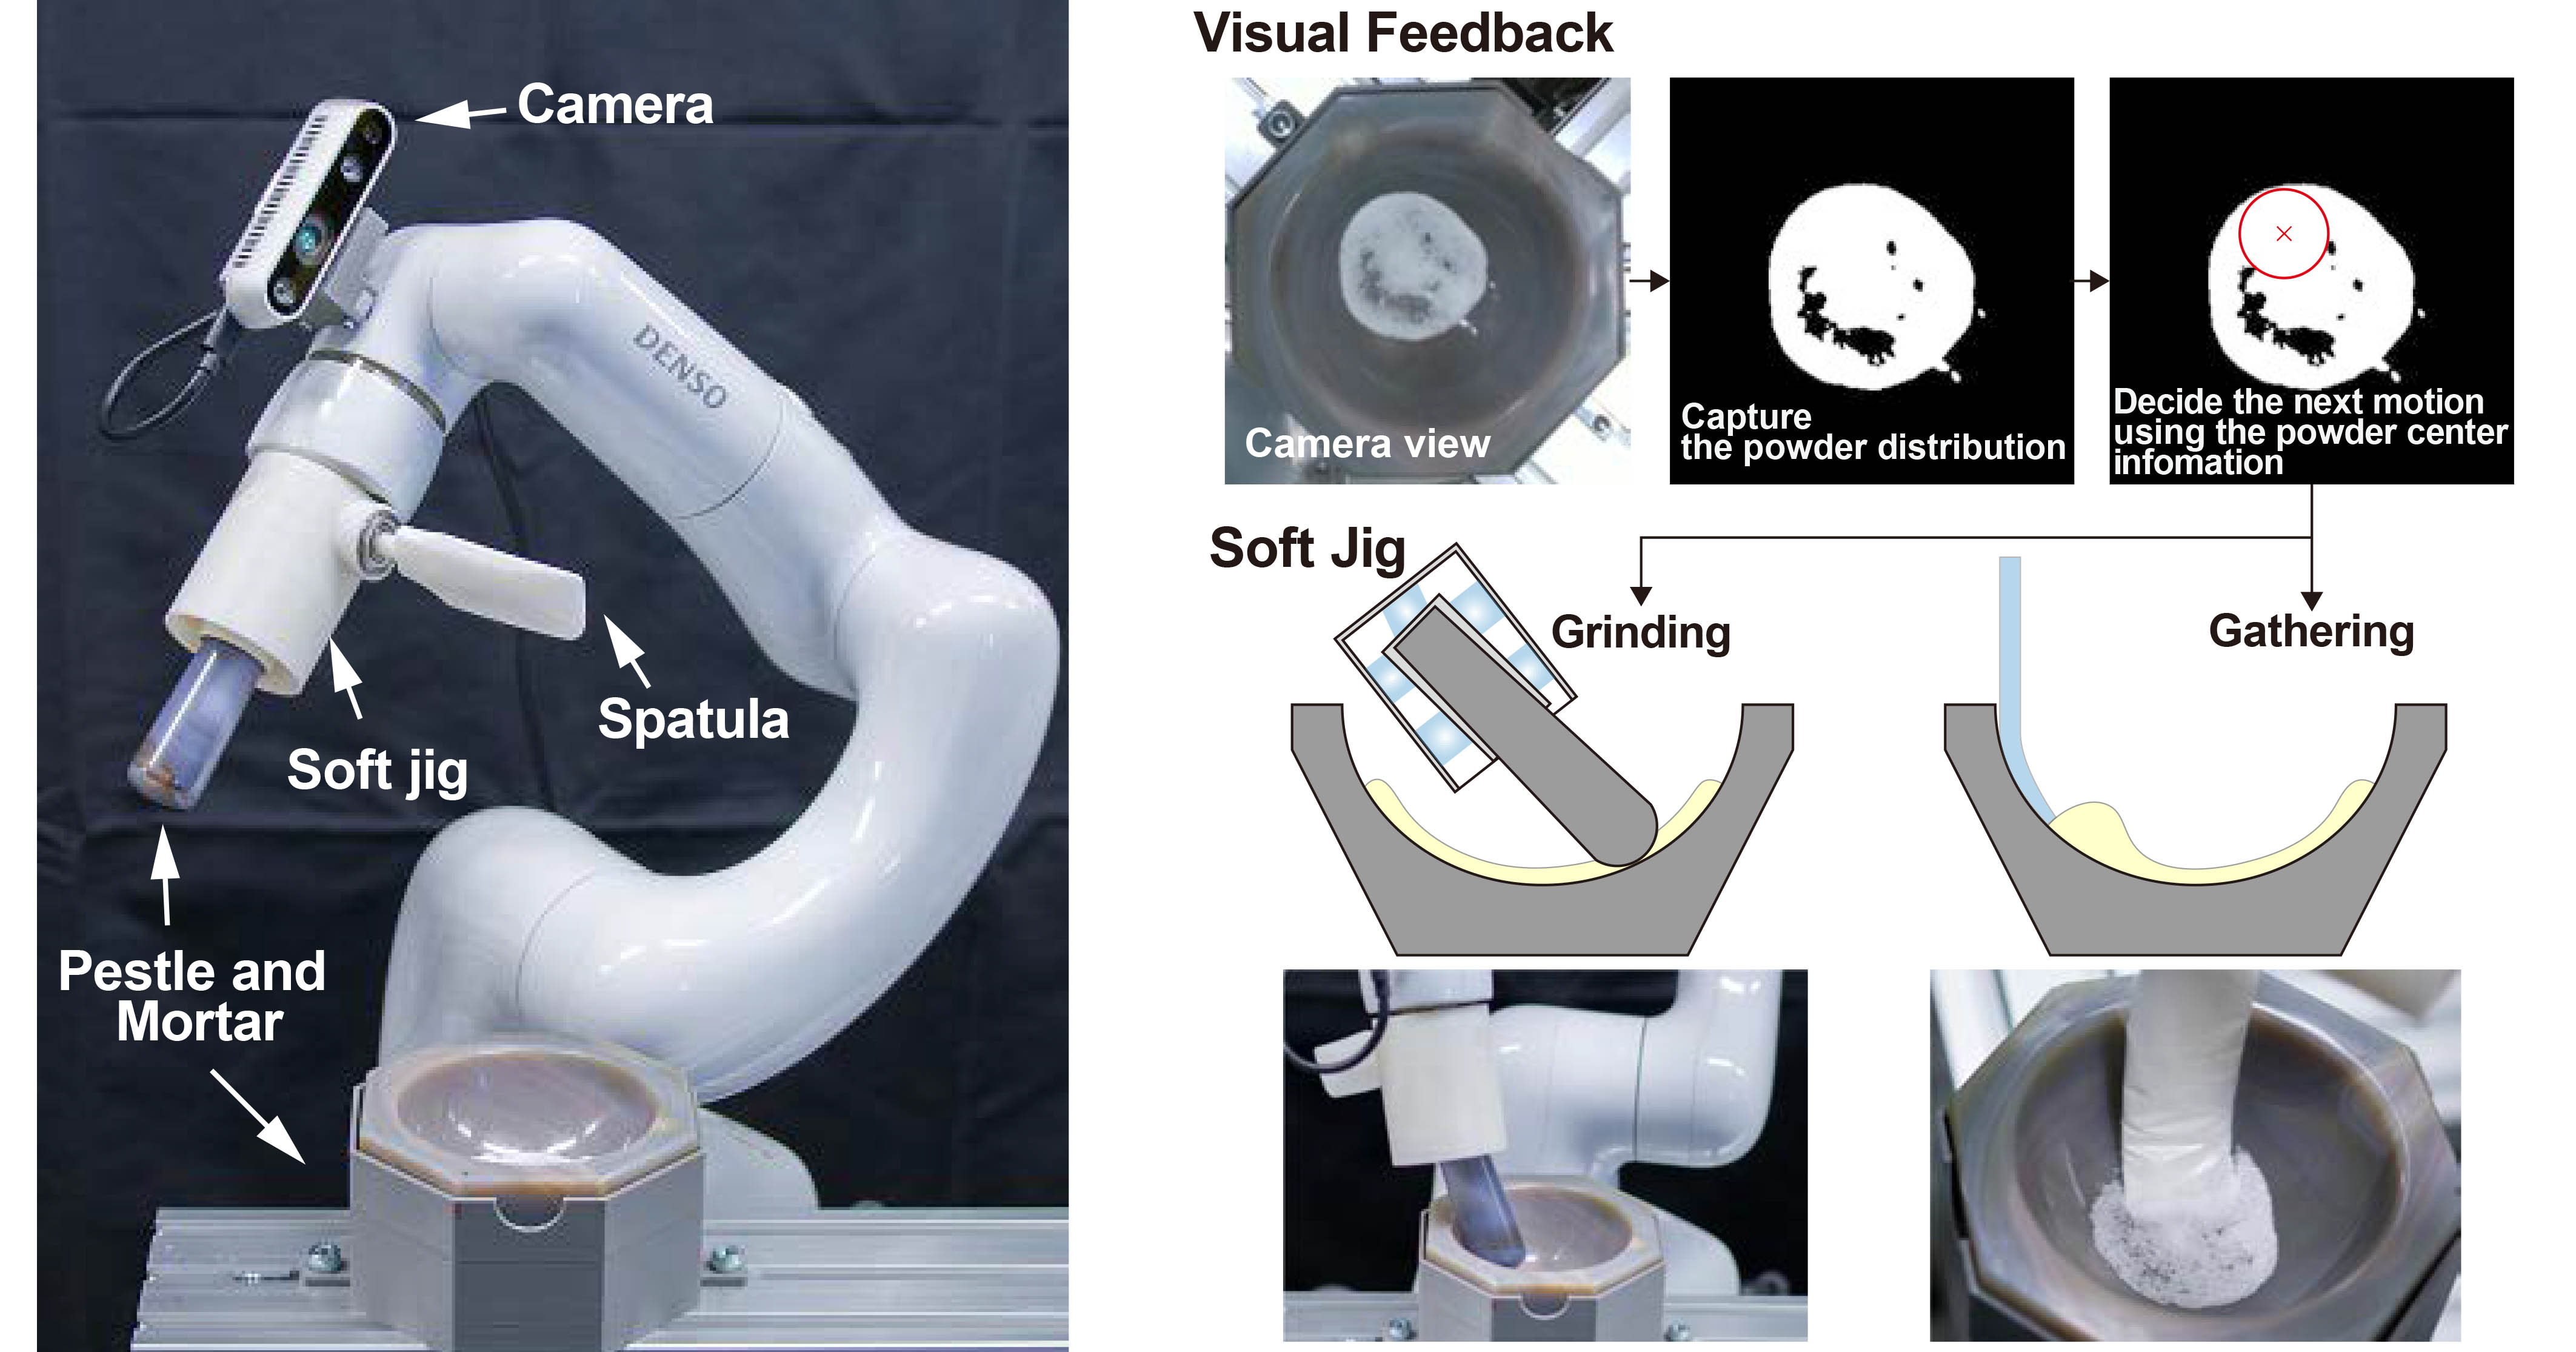 Camera
DENSO
Spatula
Soft jig
Pestle and
Mortar
Visual Feedback
Camera view
Capture
the powder distribution
Decide the next motion
using the powder center
infomation
Soft Jig
Grinding
Gathering